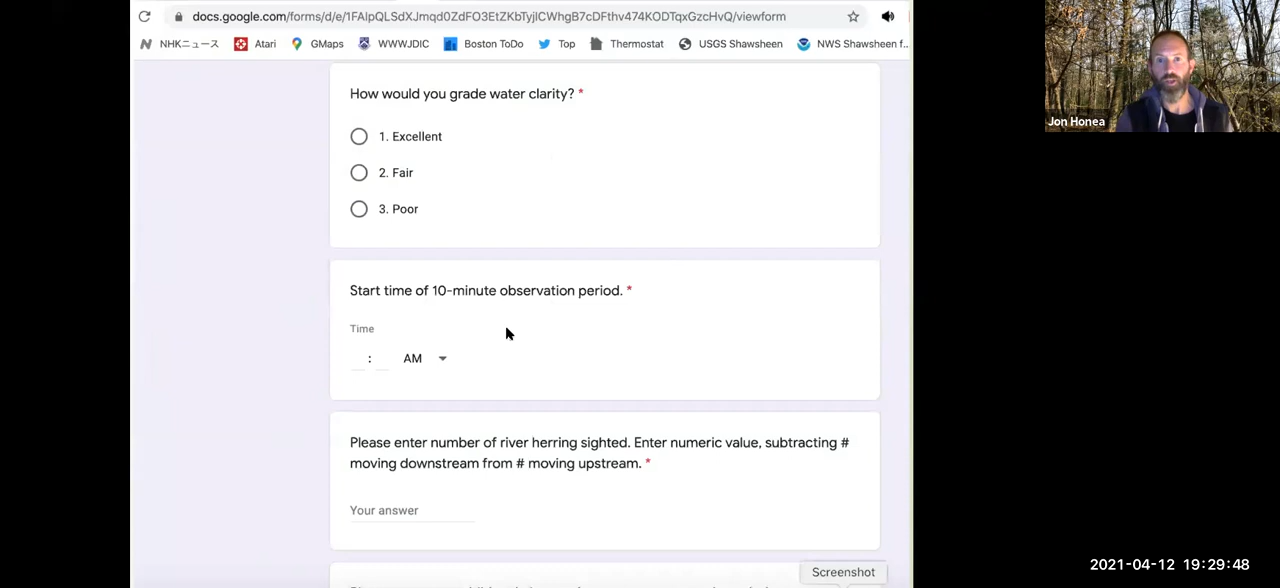 docs.google.com/forms/d/e/1FAIpQLSdXJmqd0ZdFO3EtZKbTyjlCWhgB7cDFthv474KODTqxGzcHvQ/viewform
NHKニュース Atari GMaps WWWJDIC Boston ToDo Top Thermostat USGS Shawsheen NWS Shawsheen f...
How would you grade water clarity? *
1. Excellent
2. Fair
3. Poor
Start time of 10-minute observation period. *
Time
: AM
Please enter number of river herring sighted. Enter numeric value, subtracting #
moving downstream from # moving upstream. *
Your answer
Screenshot
Jon Honea
2021-04-12 19:29:48